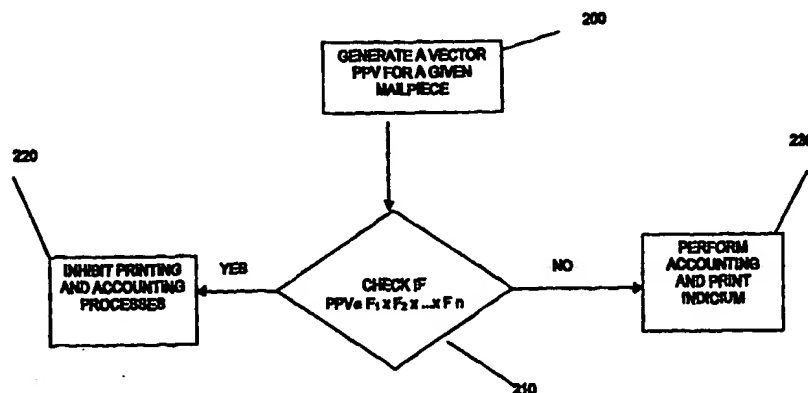 200
GENERATE A VECTOR
PPV FOR A GIVEN
MAILPIECE
220
230
INHIBIT PRINTING
AND ACCOUNTING
PROCESSES
YES
CHECK IF
PPV ∈ F₁ x F₂ x ...x F n
NO
PERFORM
ACCOUNTING
AND PRINT
INDICIUM
210